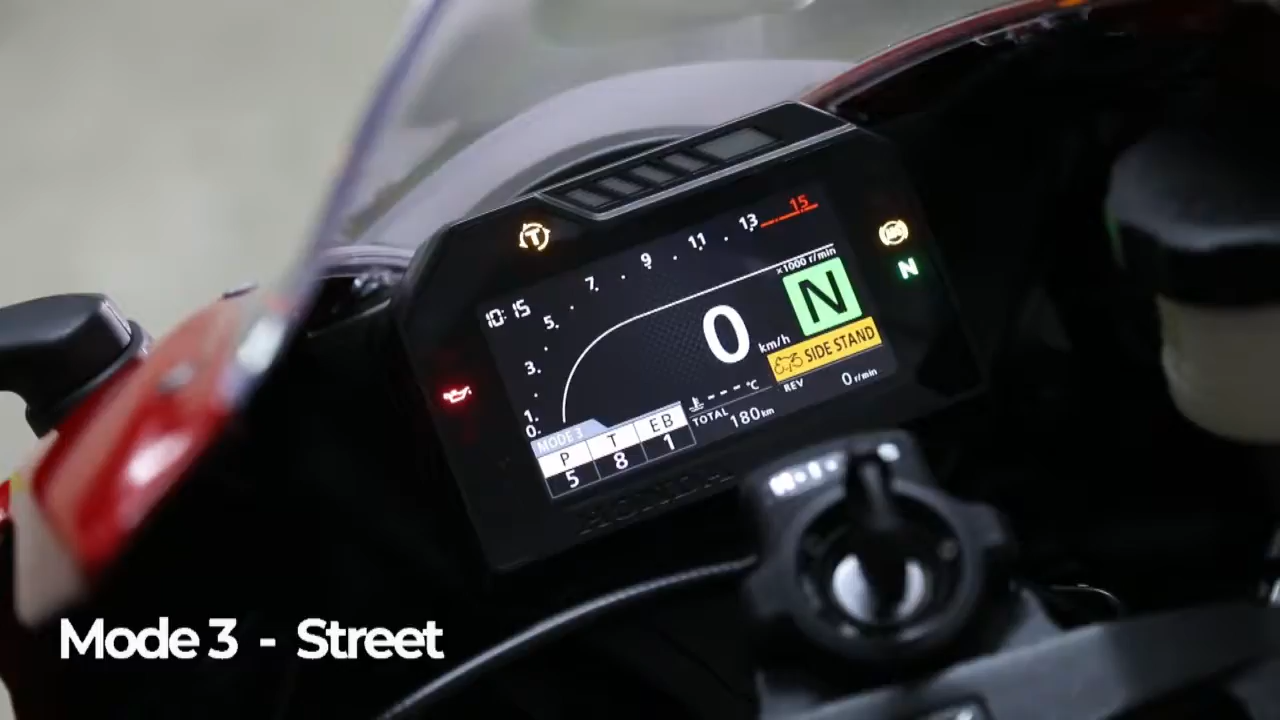 15
13
11
9
7.
5.
3.
1.
0.
10:15
×1000 r/min
N
N
0
km/h
SIDE STAND
---°C
REV
0 r/min
TOTAL
180 km
MODE 3
P T EB
5 8 1
HONDA
Mode 3 - Street